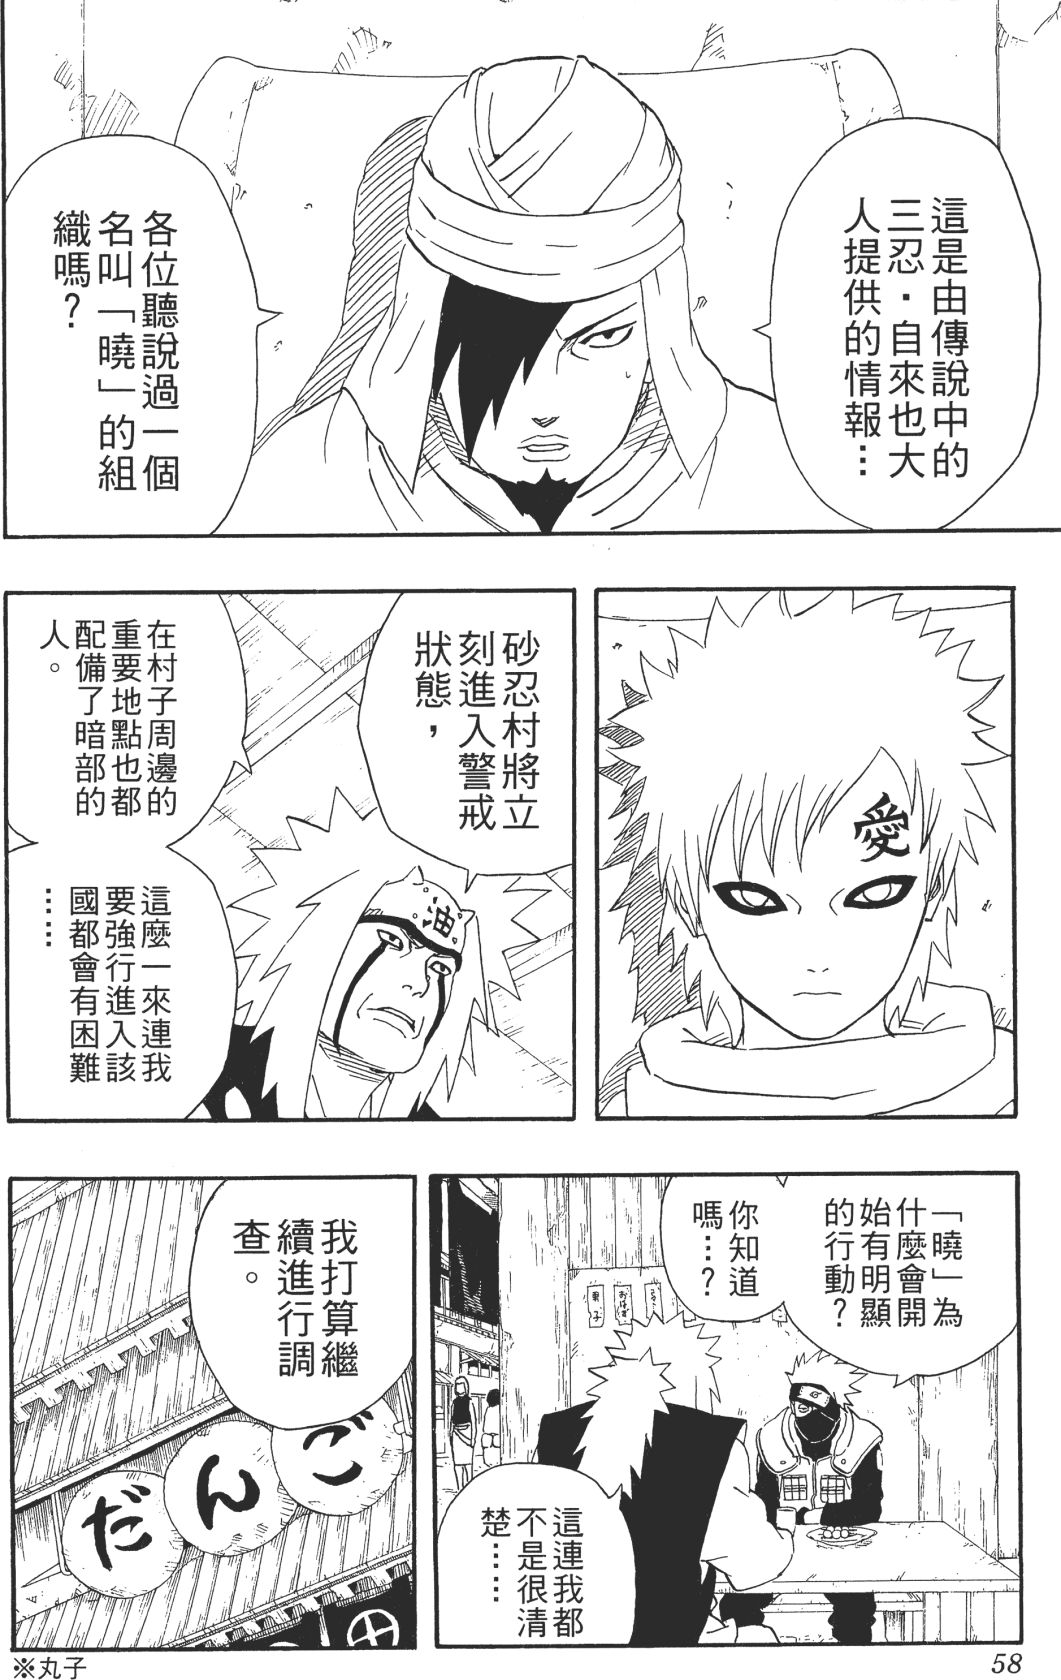 這是由傳說中的
三忍・自來也大
人提供的情報…
各位聽說過一個
名叫「曉」的組
織嗎？
愛
砂忍村將立
刻進入警戒
狀態，
油
在村子周邊的
重要地點也都
配備了暗部的
人。
這麼一來連我
要強行進入該
國都會有困難
……
「曉」為
什麼會開
始有明顯
的行動？
你知道
嗎…？
おはぎ
這連我都
不是很清
楚……
我打算繼
續進行調
查。
だんご
※丸子
58